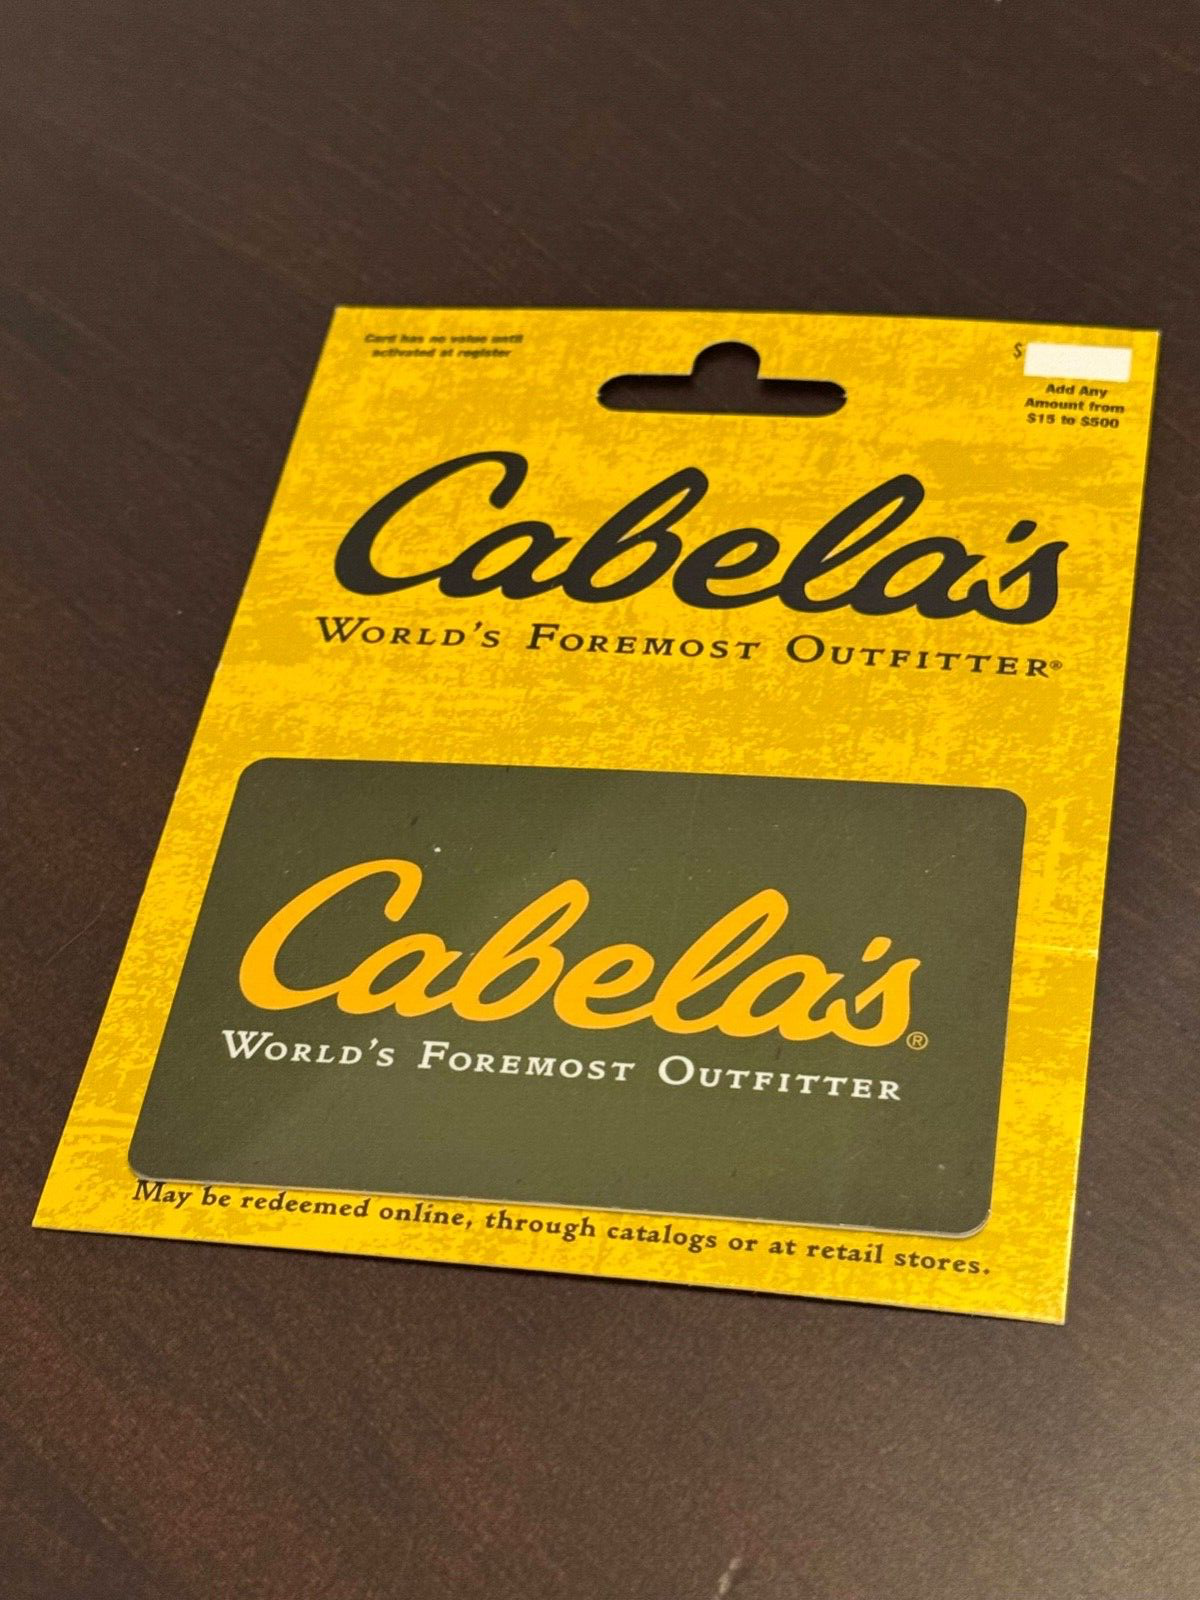 Card has no value until
activated at register
$
Add Any
Amount from
$15 to $500
Cabela's
WORLD'S FOREMOST OUTFITTER®
Cabela's®
WORLD'S FOREMOST OUTFITTER
May be redeemed online, through catalogs or at retail stores.